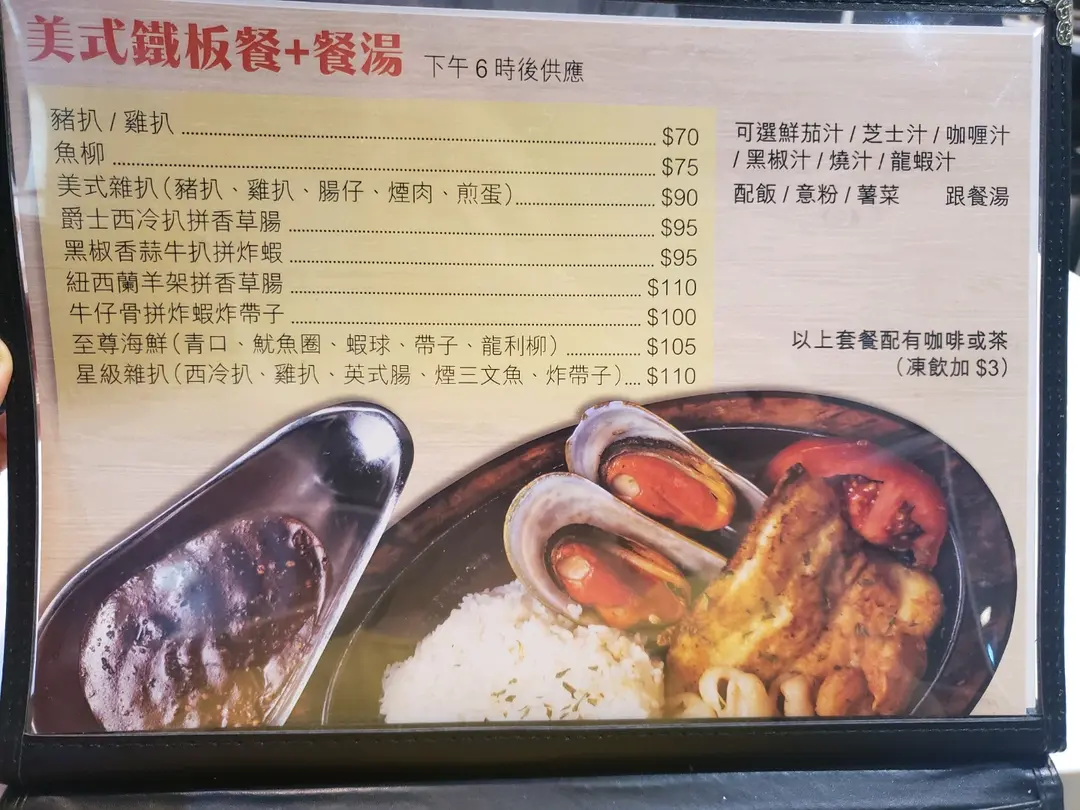 美式鐵板餐+餐湯 下午6時後供應
豬扒 / 雞扒 $70
魚柳 $75
美式雜扒(豬扒、雞扒、腸仔、煙肉、煎蛋) $90
爵士西冷扒拼香草腸 $95
黑椒香蒜牛扒拼炸蝦 $95
紐西蘭羊架拼香草腸 $110
牛仔骨拼炸蝦炸帶子 $100
至尊海鮮(青口、魷魚圈、蝦球、帶子、龍利柳) $105
星級雜扒(西冷扒、雞扒、英式腸、煙三文魚、炸帶子) $110
可選鮮茄汁 / 芝士汁 / 咖喱汁
/ 黑椒汁 / 燒汁 / 龍蝦汁
配飯 / 意粉 / 薯菜 跟餐湯
以上套餐配有咖啡或茶
(凍飲加 $3)